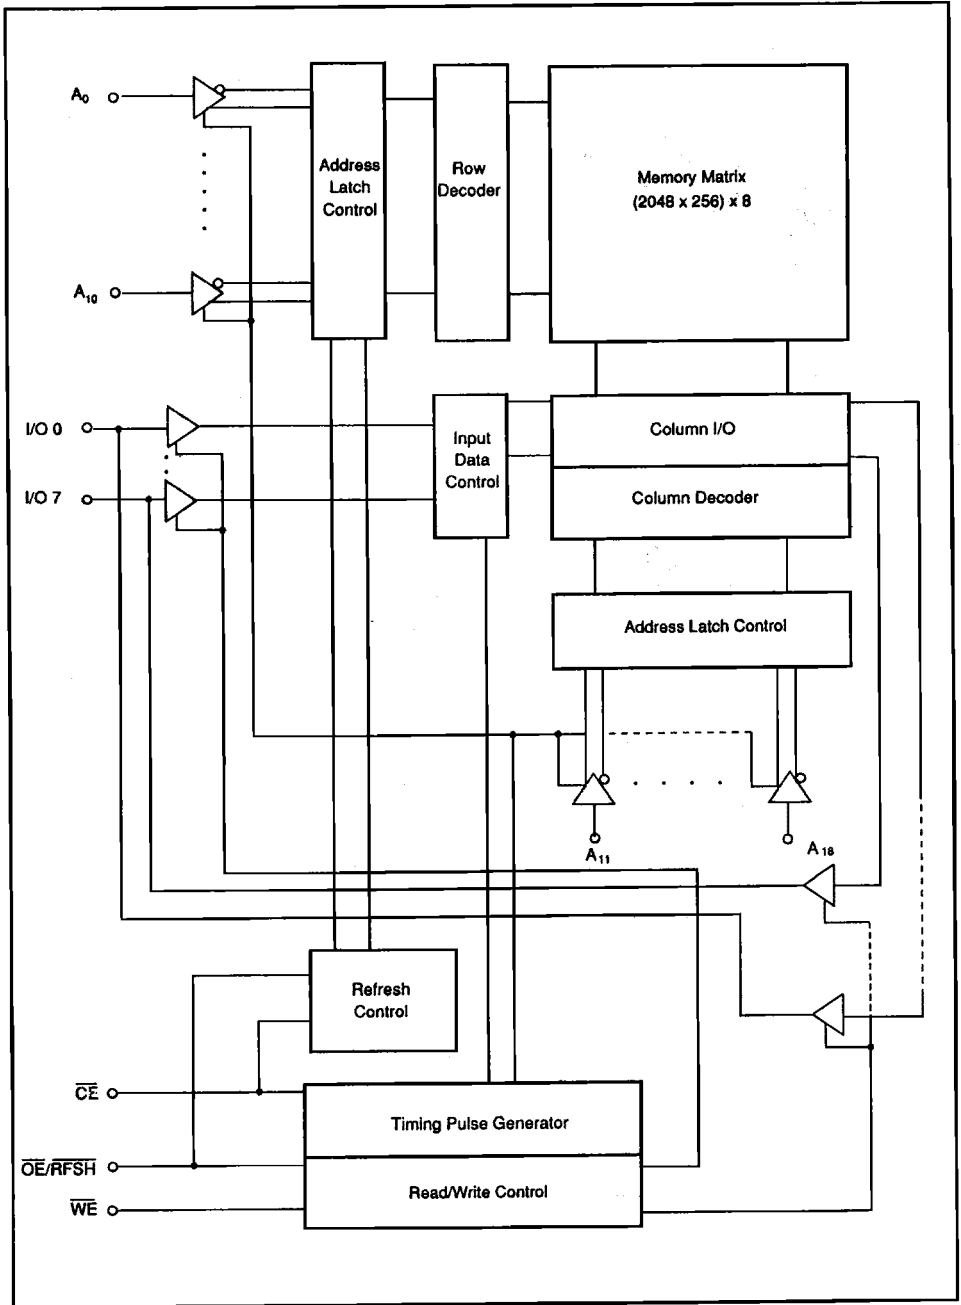 A0
Address
Latch
Control
Row
Decoder
Memory Matrix
(2048 x 256) x 8
A10
I/O 0
I/O 7
Input
Data
Control
Column I/O
Column Decoder
Address Latch Control
A11
A18
Refresh
Control
CE
OE/RFSH
WE
Timing Pulse Generator
Read/Write Control